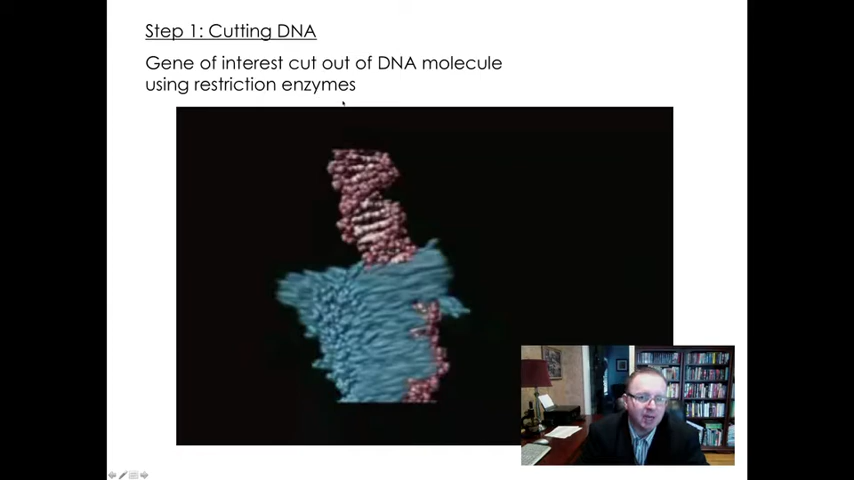 Step 1: Cutting DNA
Gene of interest cut out of DNA molecule
using restriction enzymes